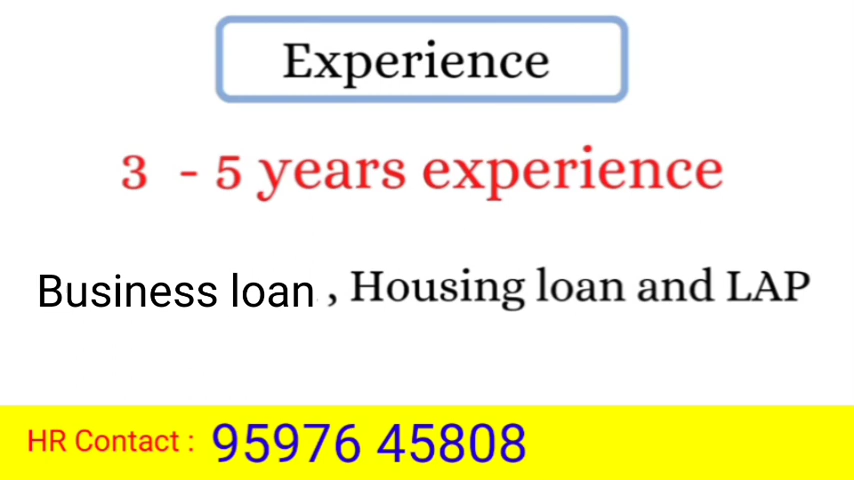 Experience
3 - 5 years experience
Business loan , Housing loan and LAP
HR Contact : 95976 45808